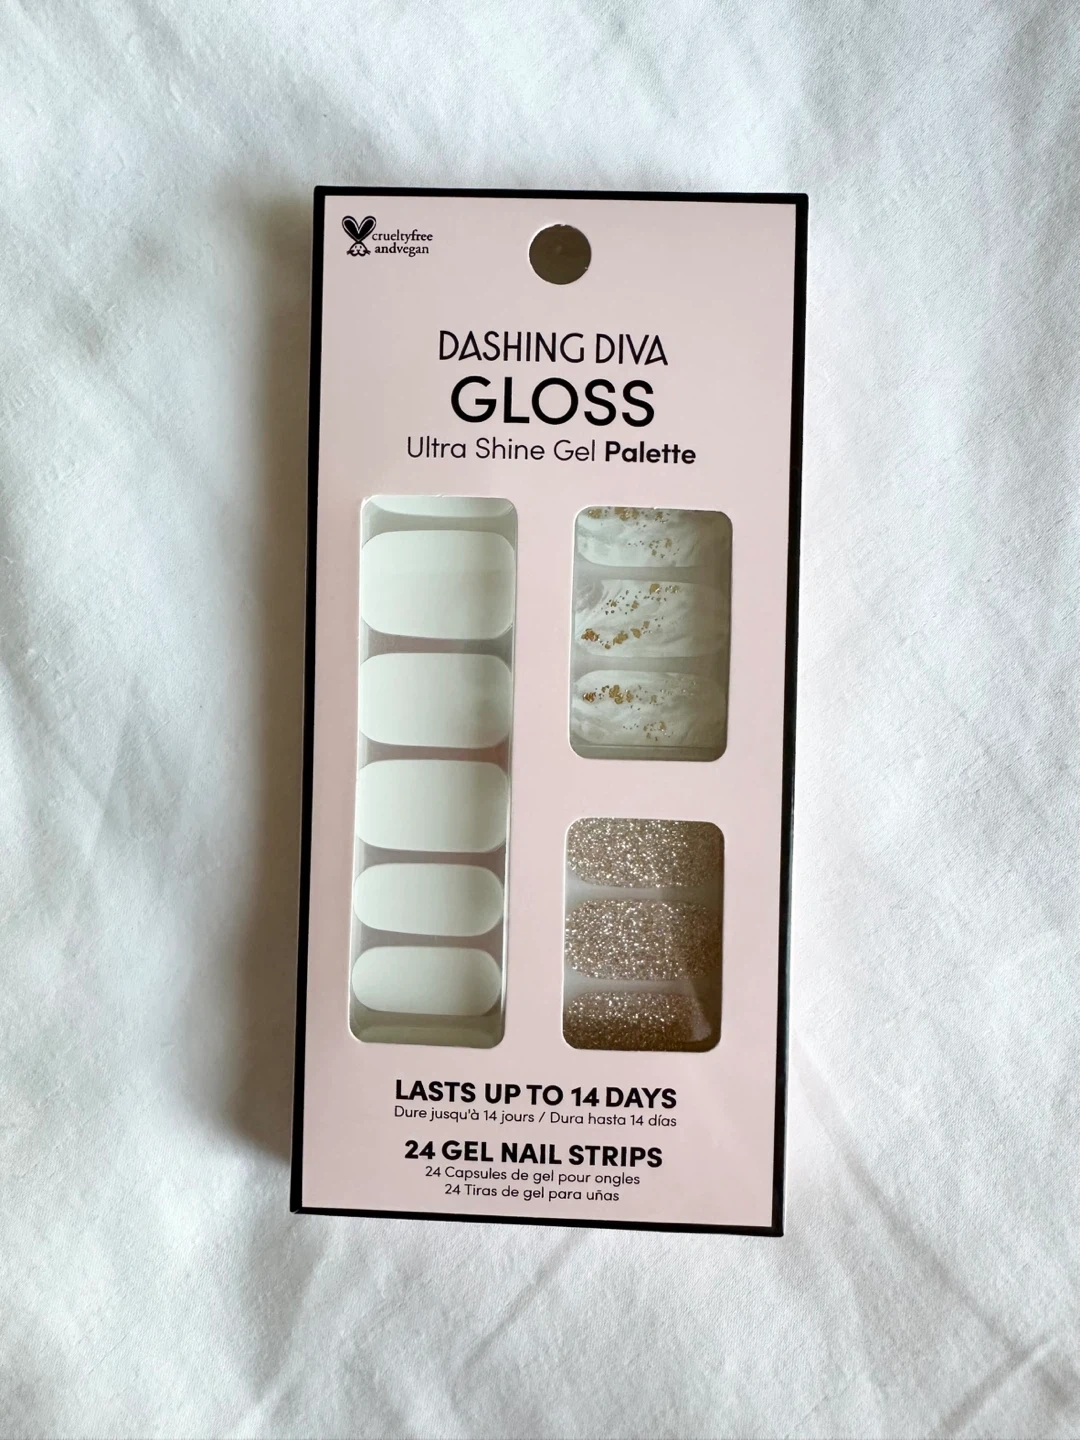 crueltyfree
andvegan
DASHING DIVA
GLOSS
Ultra Shine Gel Palette
LASTS UP TO 14 DAYS
Dure jusqu'à 14 jours / Dura hasta 14 días
24 GEL NAIL STRIPS
24 Capsules de gel pour ongles
24 Tiras de gel para uñas